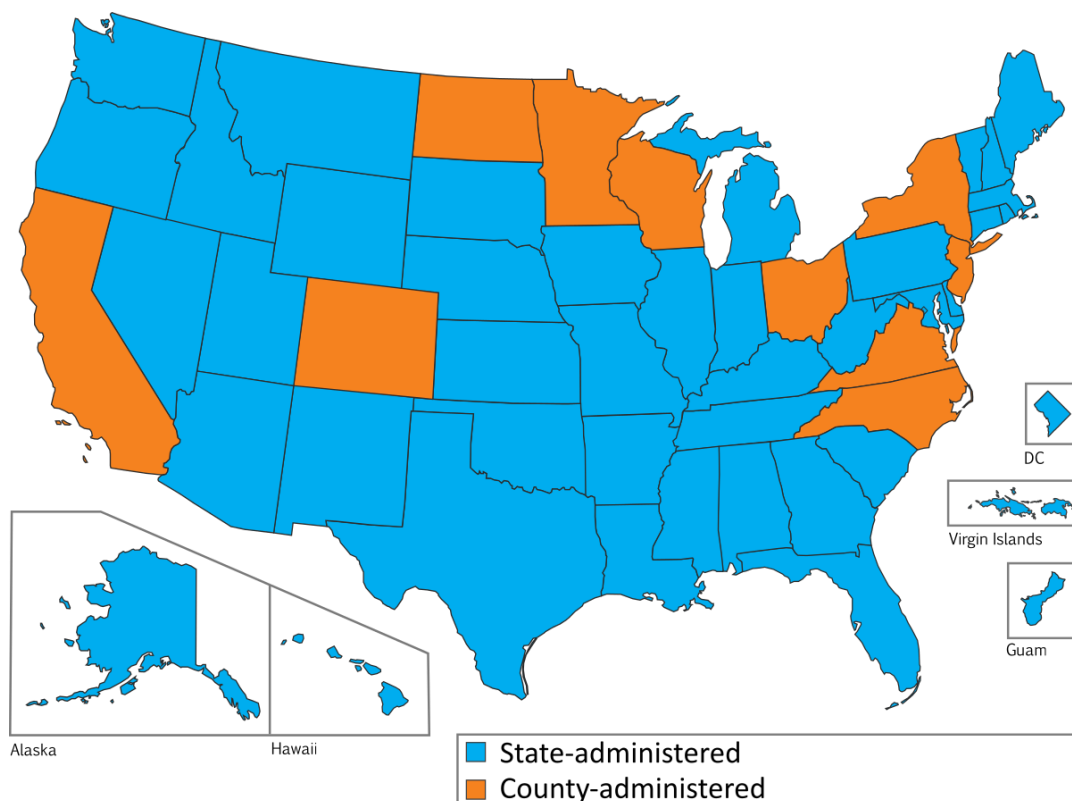 DC
Virgin Islands
Guam
Alaska
Hawaii
State-administered
County-administered